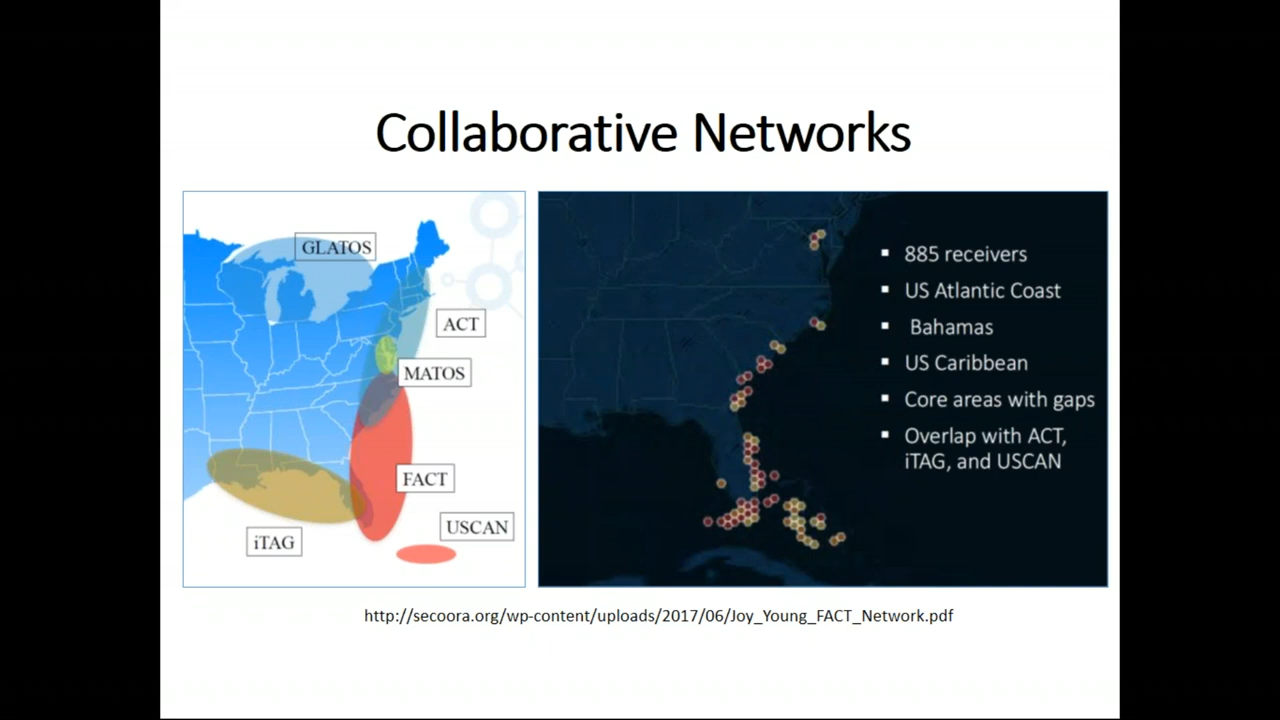 Collaborative Networks
GLATOS
ACT
MATOS
FACT
USCAN
iTAG
885 receivers
US Atlantic Coast
Bahamas
US Caribbean
Core areas with gaps
Overlap with ACT,
iTAG, and USCAN
http://secoora.org/wp-content/uploads/2017/06/Joy_Young_FACT_Network.pdf